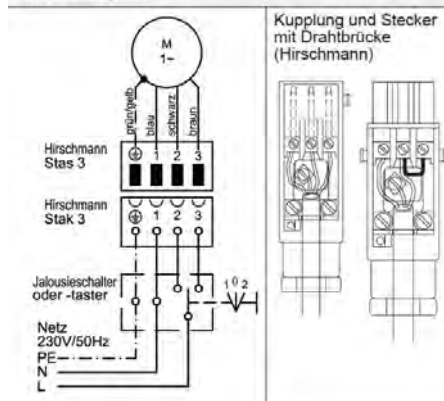 M
1~
grün/gelb
blau
schwarz
braun
Hirschmann
Stas 3
1 2 3
Hirschmann
Stak 3
1 2 3
Jalousieschalter
oder -taster
1 0 2
Netz
230V/50Hz
PE
N
L
Kupplung und Stecker
mit Drahtbrücke
(Hirschmann)